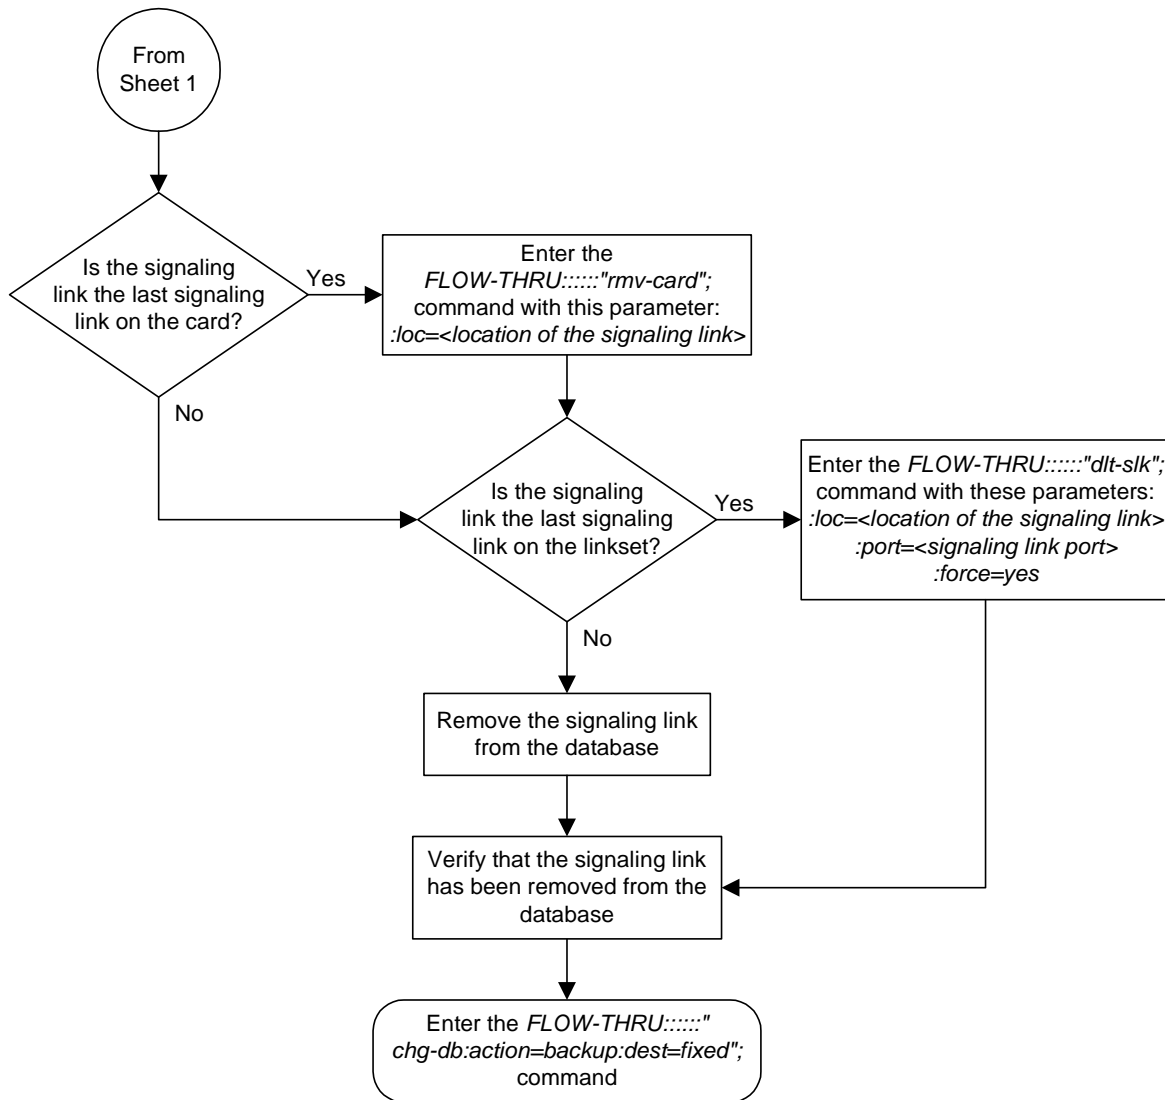 From
Sheet 1
Is the signaling
link the last signaling
link on the card?
Yes
Enter the
FLOW-THRU::::::"rmv-card";
command with this parameter:
:loc=<location of the signaling link>
No
Is the signaling
link the last signaling
link on the linkset?
Yes
Enter the FLOW-THRU::::::"dlt-slk";
command with these parameters:
:loc=<location of the signaling link>
:port=<signaling link port>
:force=yes
No
Remove the signaling link
from the database
Verify that the signaling link
has been removed from the
database
Enter the FLOW-THRU::::::"
chg-db:action=backup:dest=fixed";
command